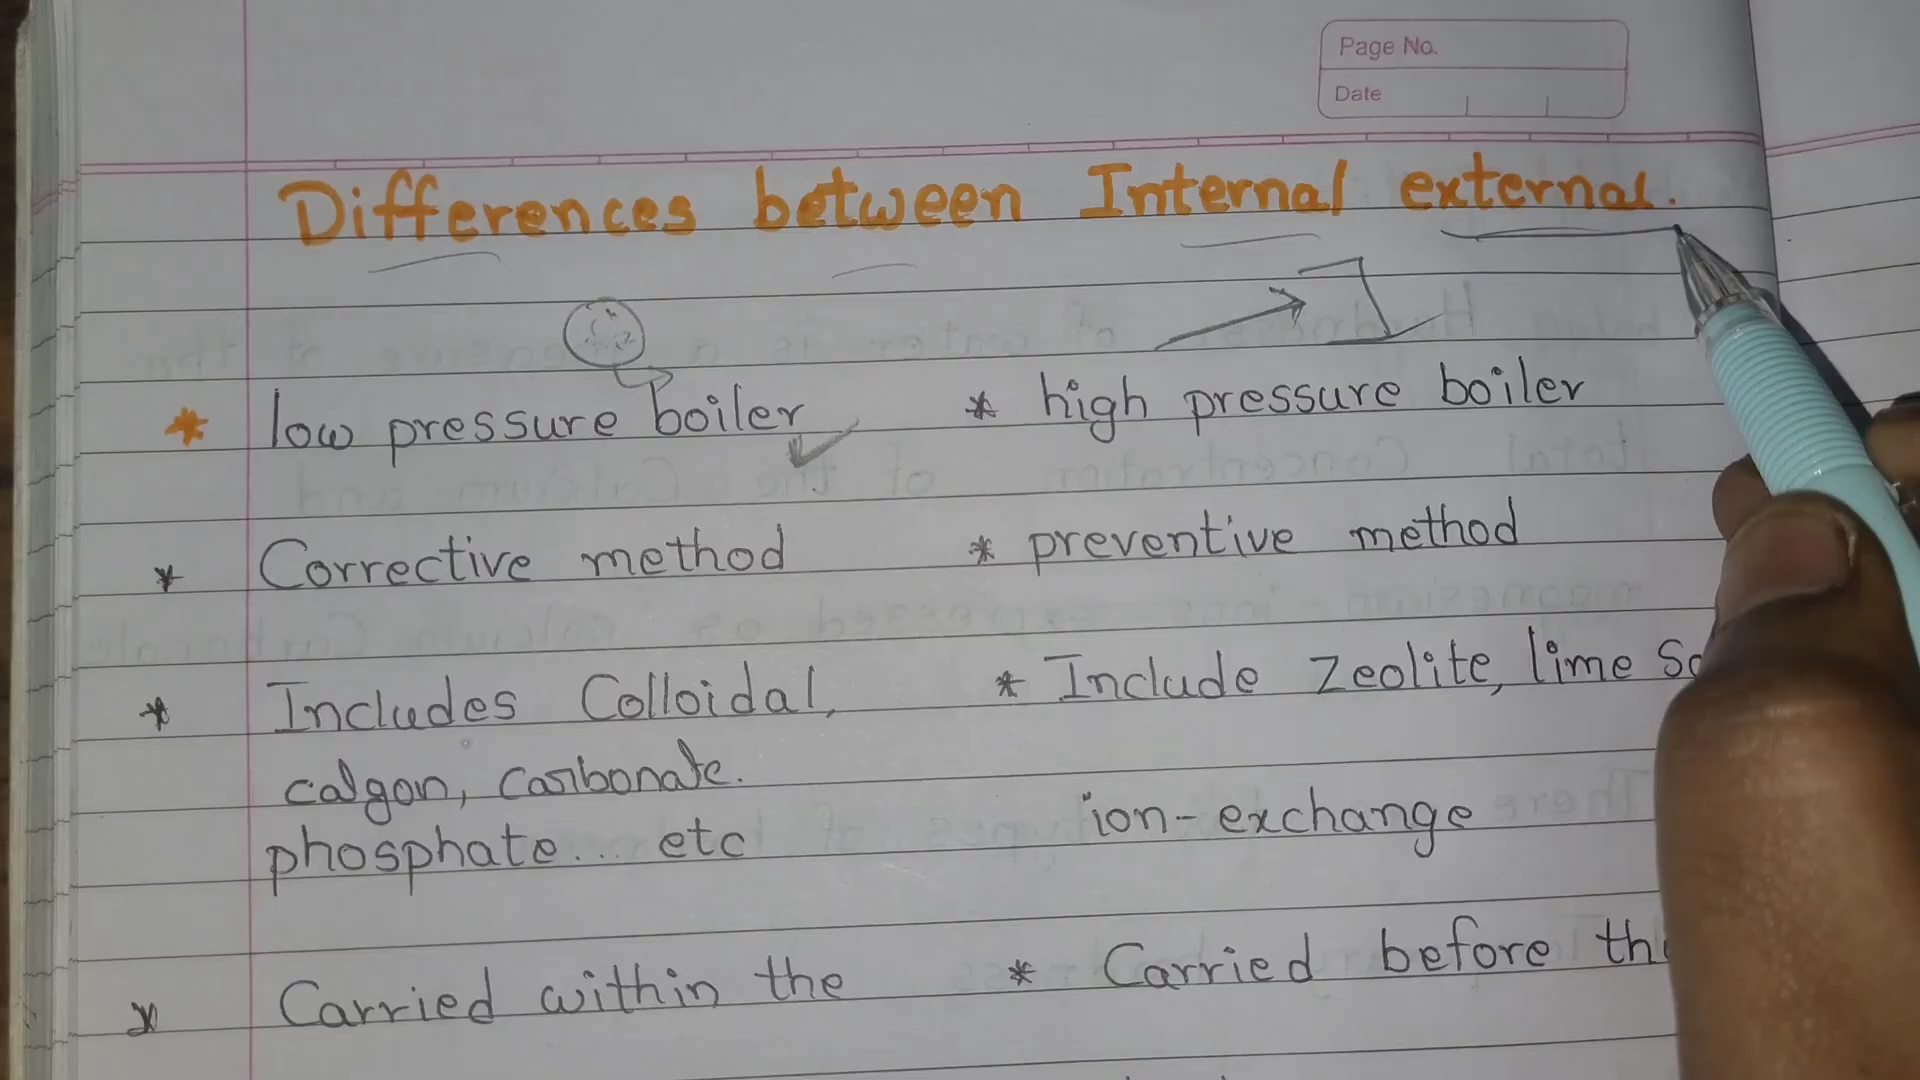 Page No.
Date
Differences between Internal external.
* low pressure boiler * high pressure boiler
* Corrective method * preventive method
* Includes Colloidal, * Include Zeolite, lime
calgon, carbonate.
phosphate... etc ion-exchange
* Carried within the * Carried before